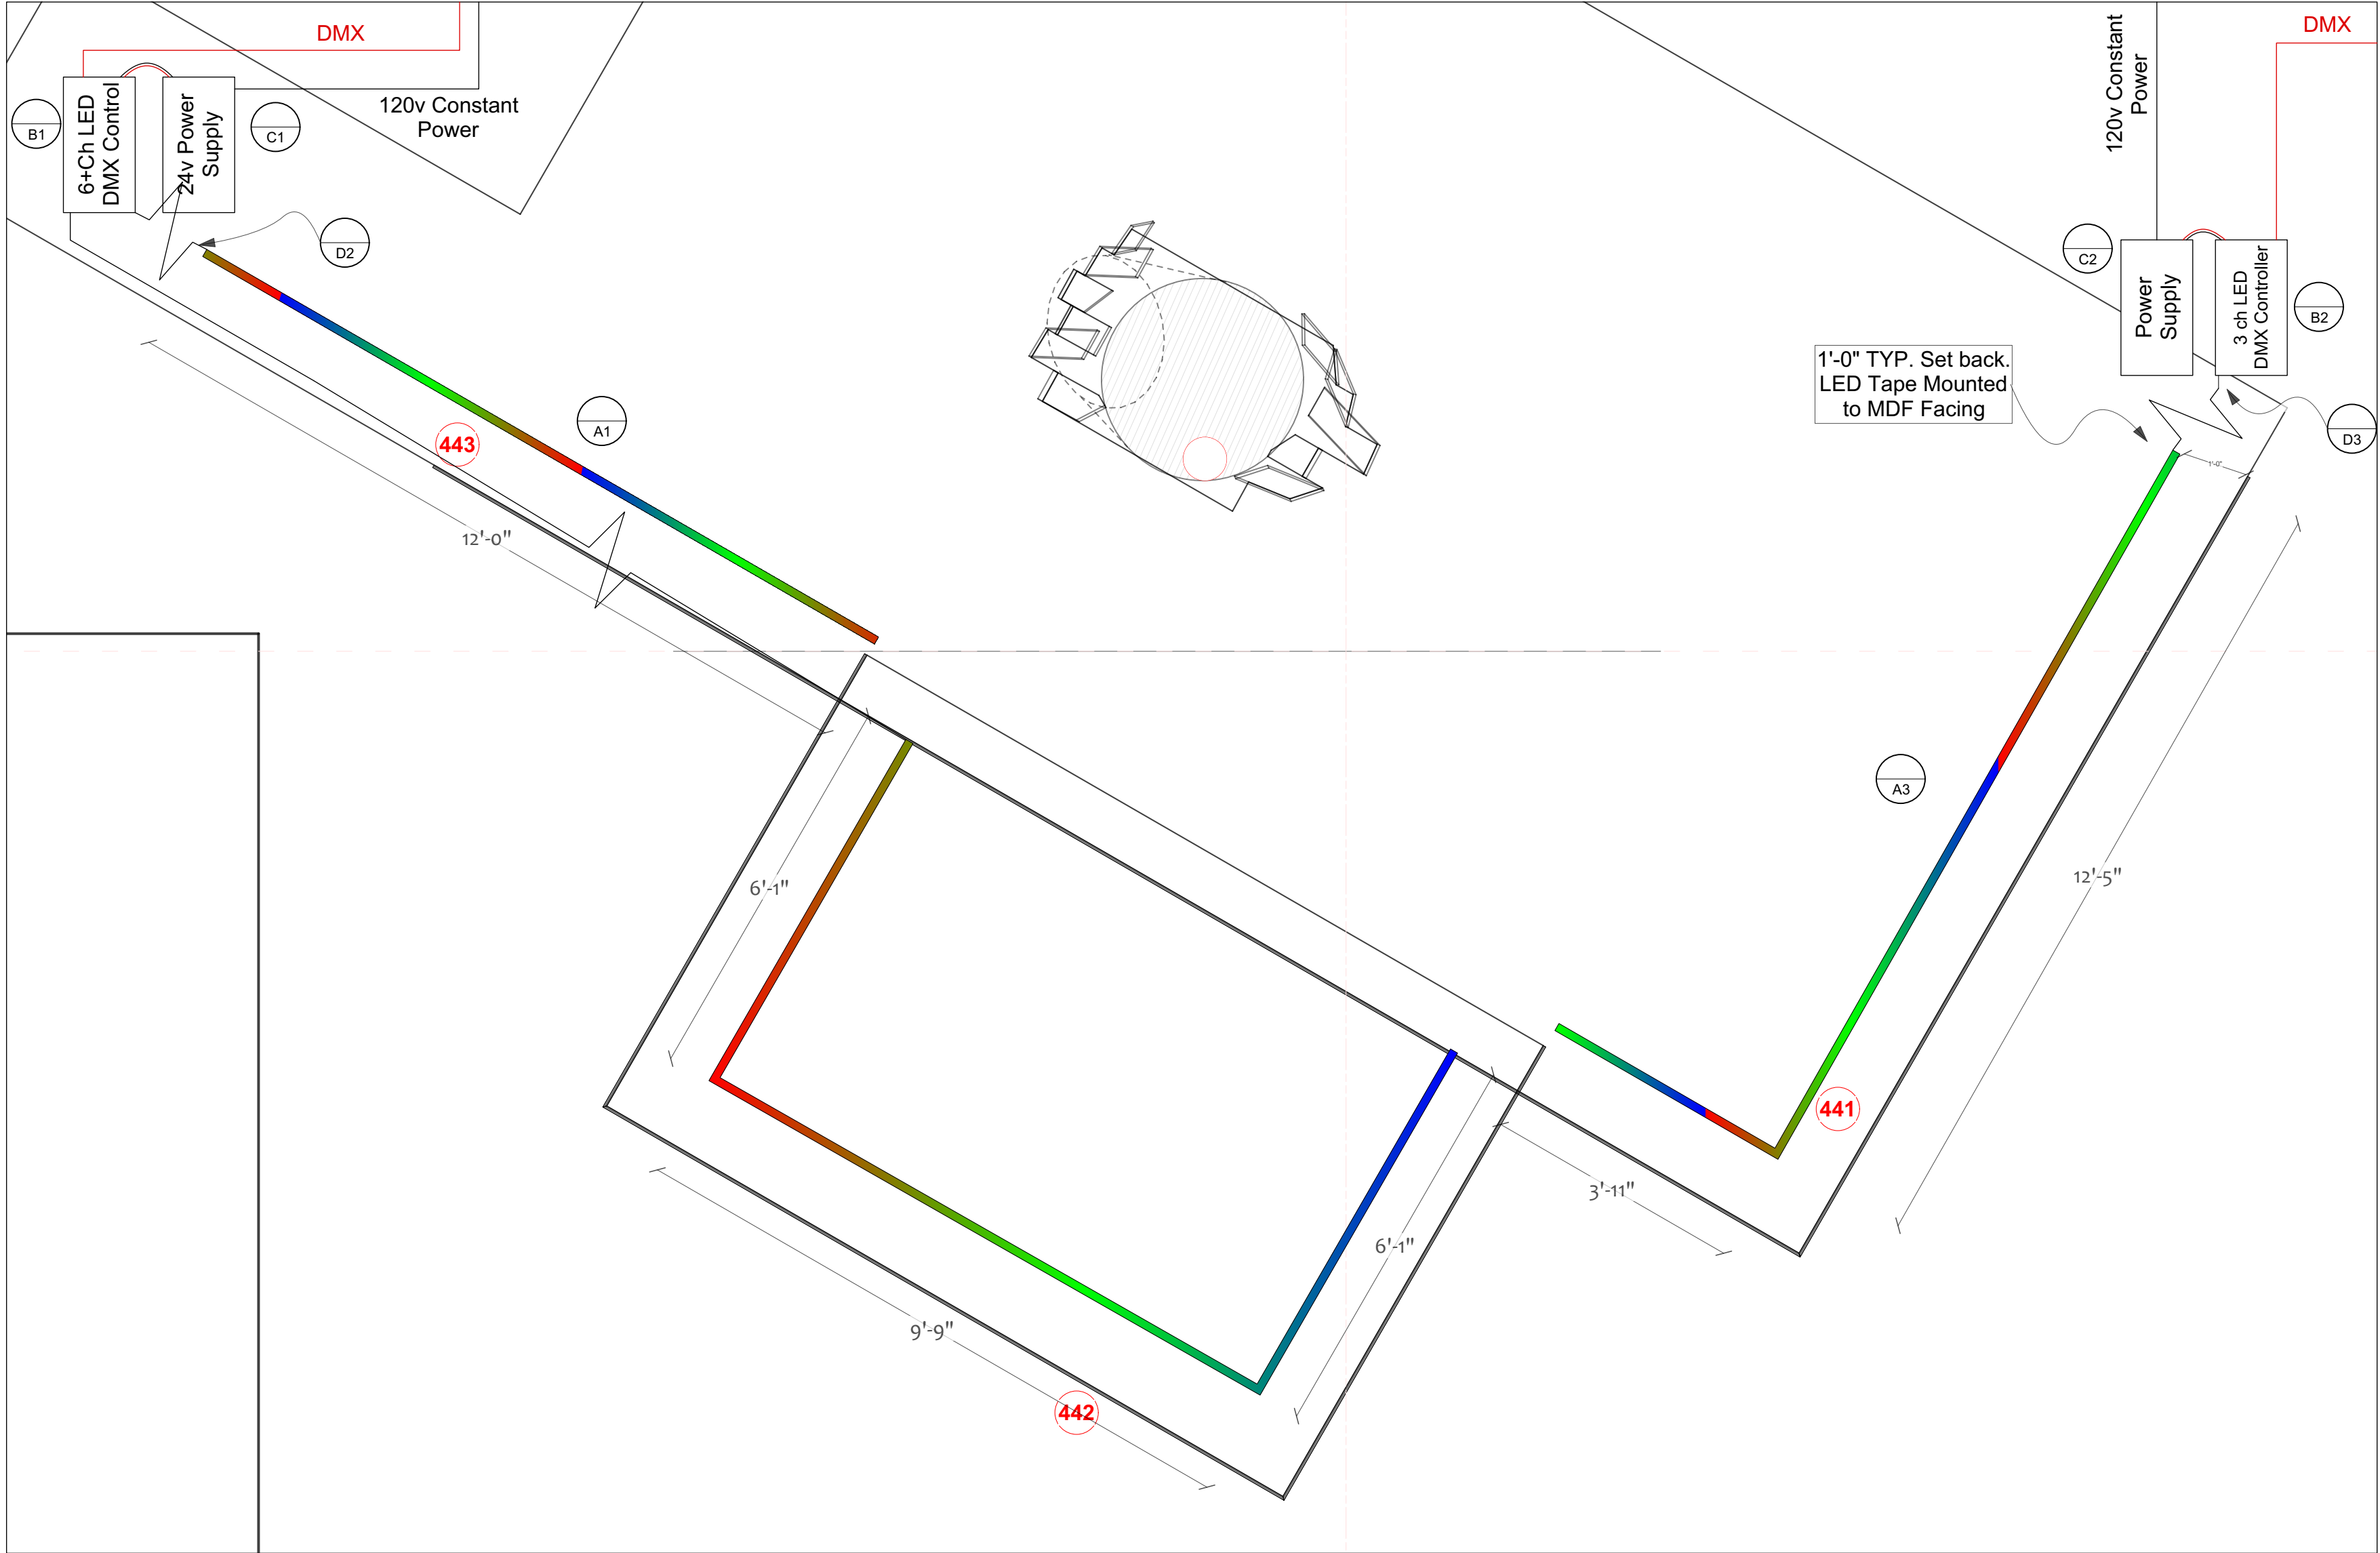 DMX
120v Constant
Power
B1
6+Ch LED
DMX Control
24v Power
Supply
C1
D2
443
A1
12'-0"
DMX
120v Constant
Power
C2
Power
Supply
3 ch LED
DMX Controller
B2
1'-0" TYP. Set back.
LED Tape Mounted
to MDF Facing
D3
1'-0"
A3
12'-5"
6'-1"
441
3'-11"
6'-1"
9'-9"
442